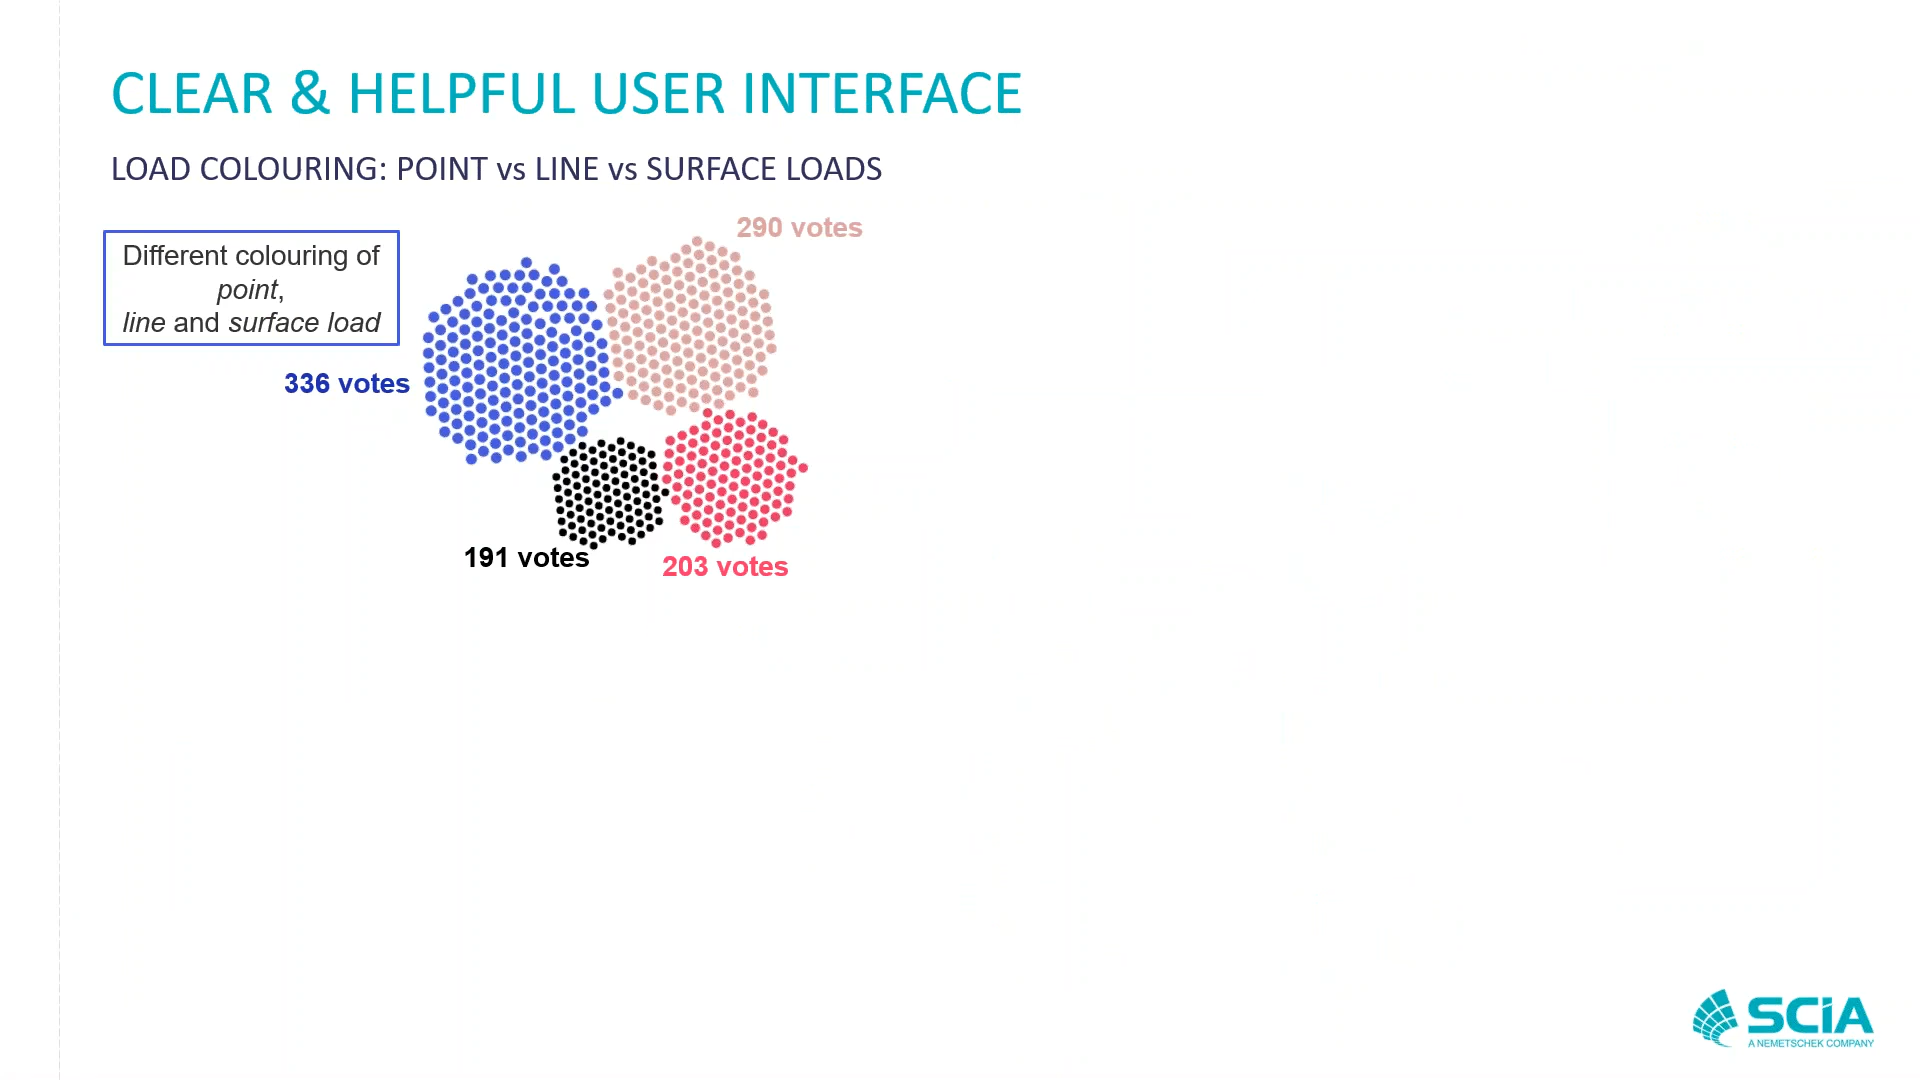 CLEAR & HELPFUL USER INTERFACE
LOAD COLOURING: POINT vs LINE vs SURFACE LOADS
290 votes
Different colouring of
point,
line and surface load
336 votes
191 votes
203 votes
SCIA
A NEMETSCHEK COMPANY